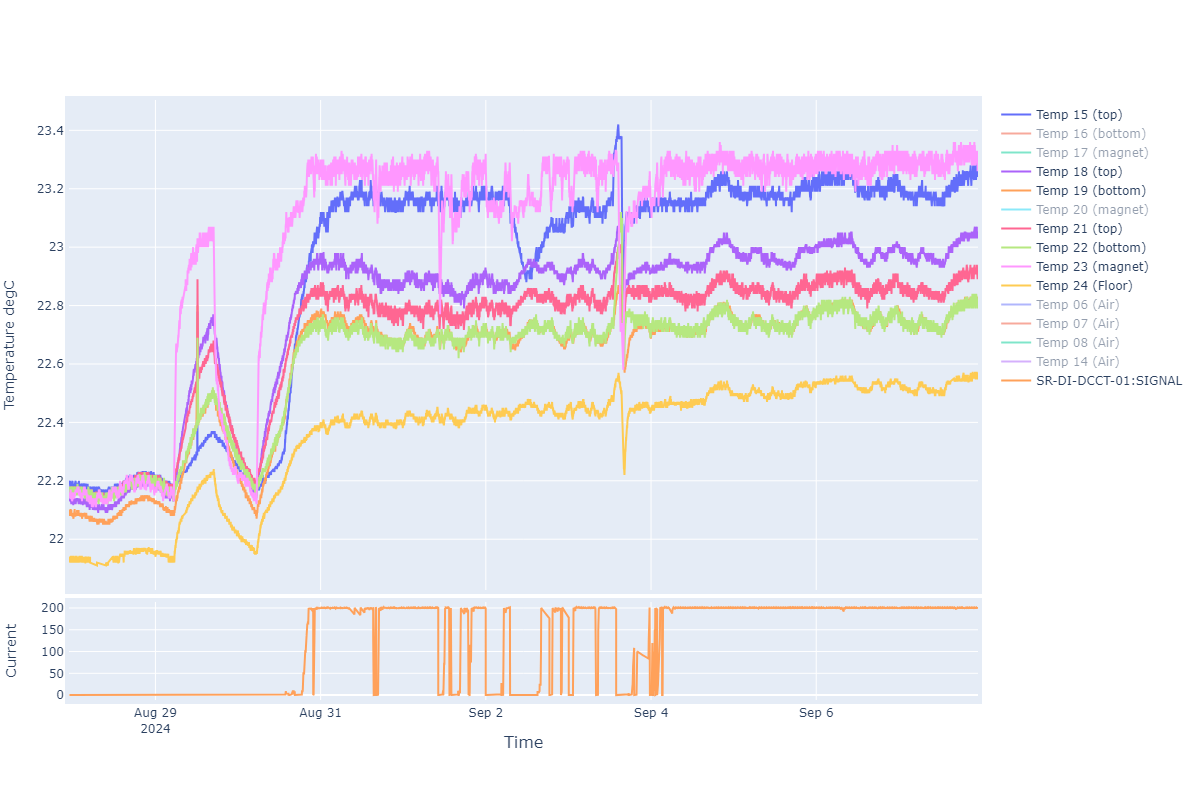 Temperature degC
23.4
23.2
23
22.8
22.6
22.4
22.2
22
Temp 15 (top)
Temp 16 (bottom)
Temp 17 (magnet)
Temp 18 (top)
Temp 19 (bottom)
Temp 20 (magnet)
Temp 21 (top)
Temp 22 (bottom)
Temp 23 (magnet)
Temp 24 (Floor)
Temp 06 (Air)
Temp 07 (Air)
Temp 08 (Air)
Temp 14 (Air)
SR-DI-DCCT-01:SIGNAL
Current
200
150
100
50
0
Aug 29 Aug 31 Sep 2 Sep 4 Sep 6
2024
Time